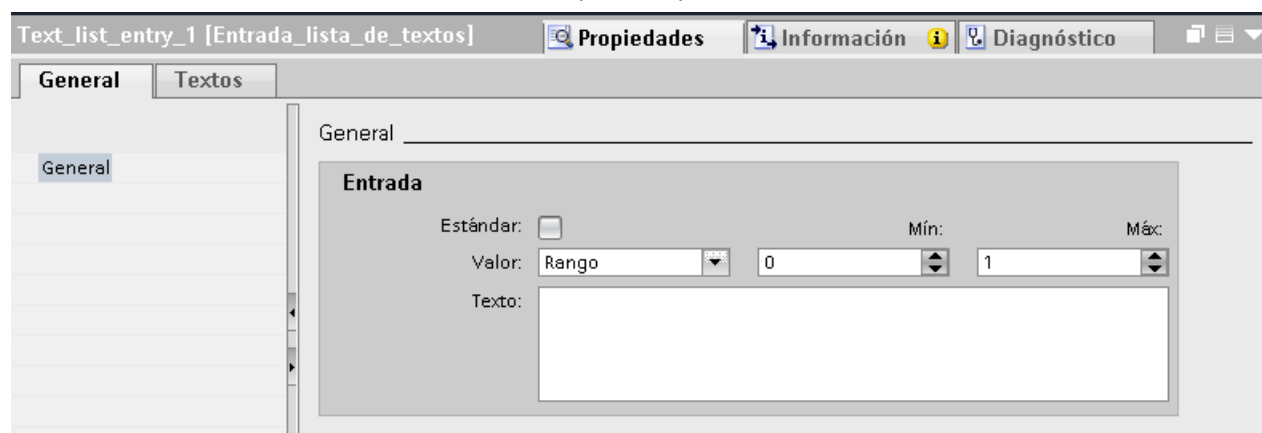 Text_list_entry_1 [Entrada_lista_de_textos]
Propiedades
Información
Diagnóstico
General
Textos
General
General
Entrada
Estándar:
Mín:
Máx:
Valor:
Rango
0
1
Texto: